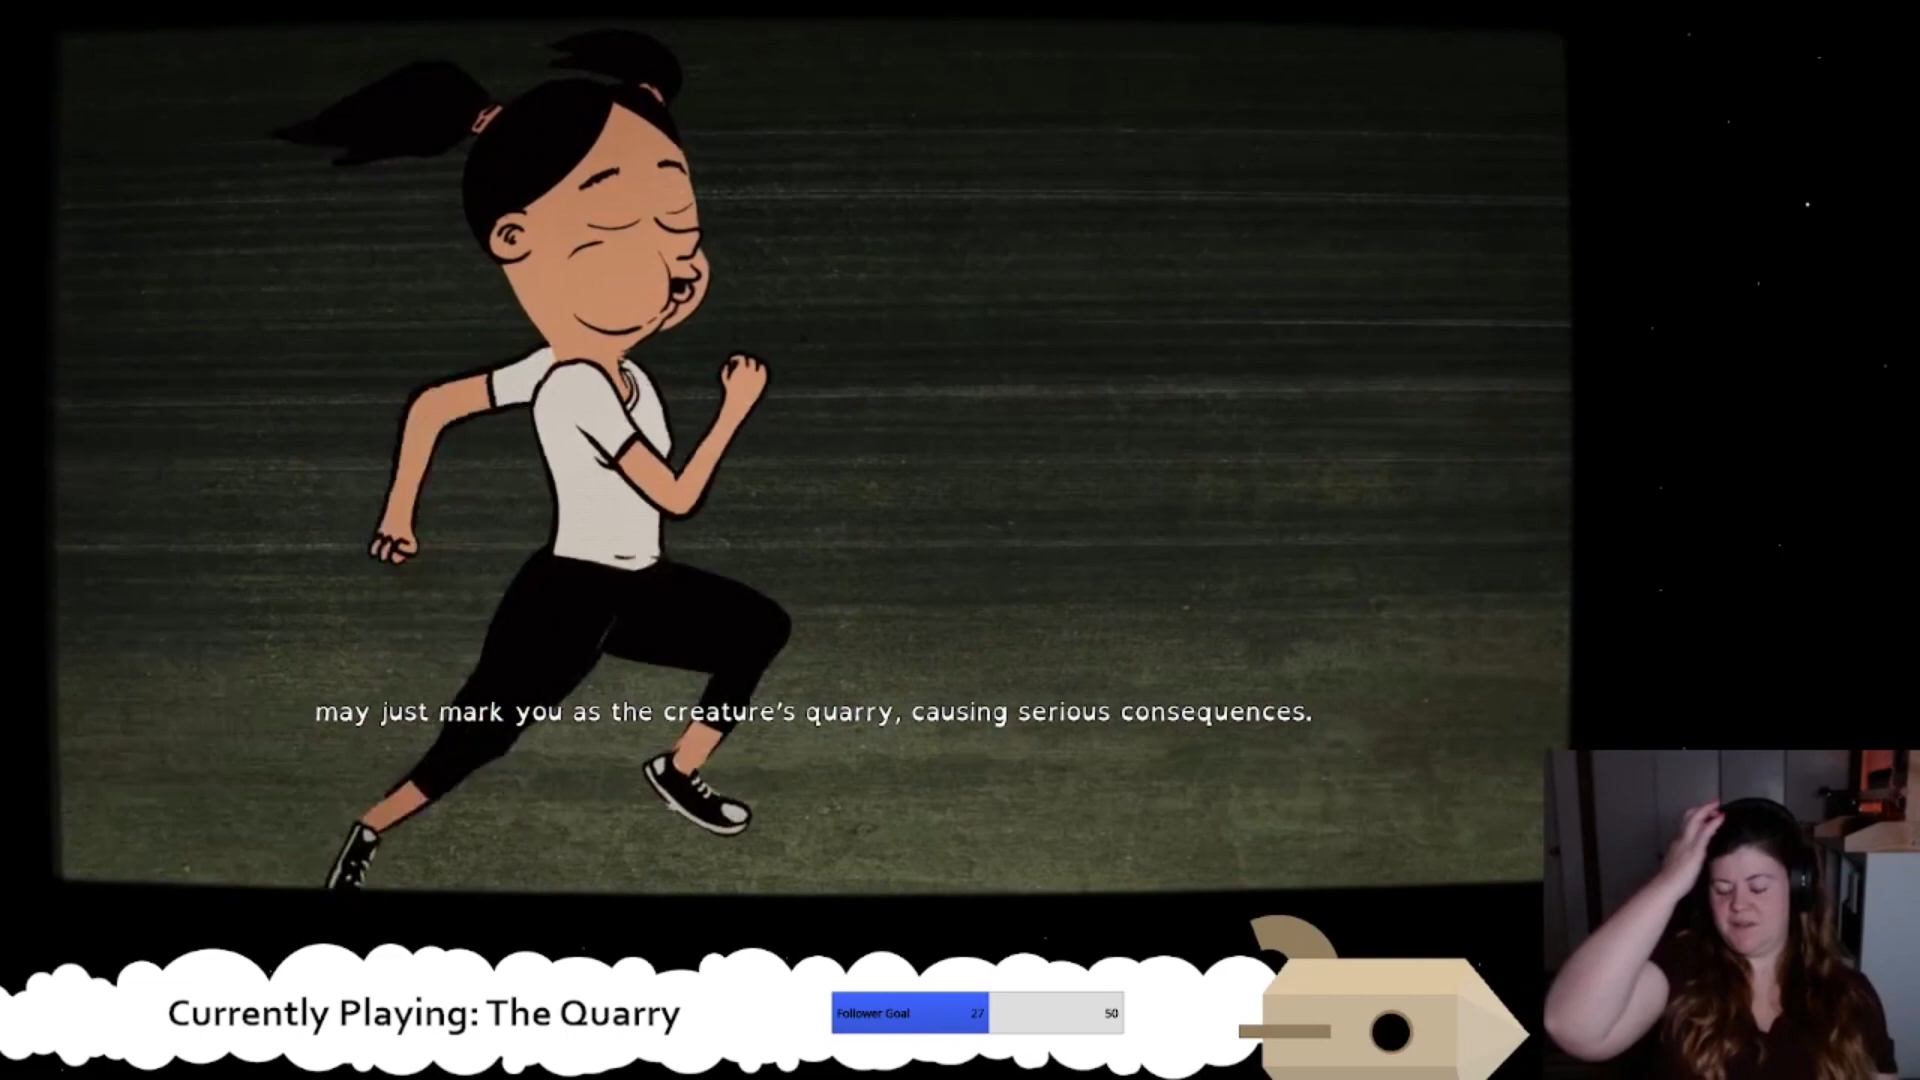 may just mark you as the creature's quarry, causing serious consequences.
Currently Playing: The Quarry
Follower Goal 27 50